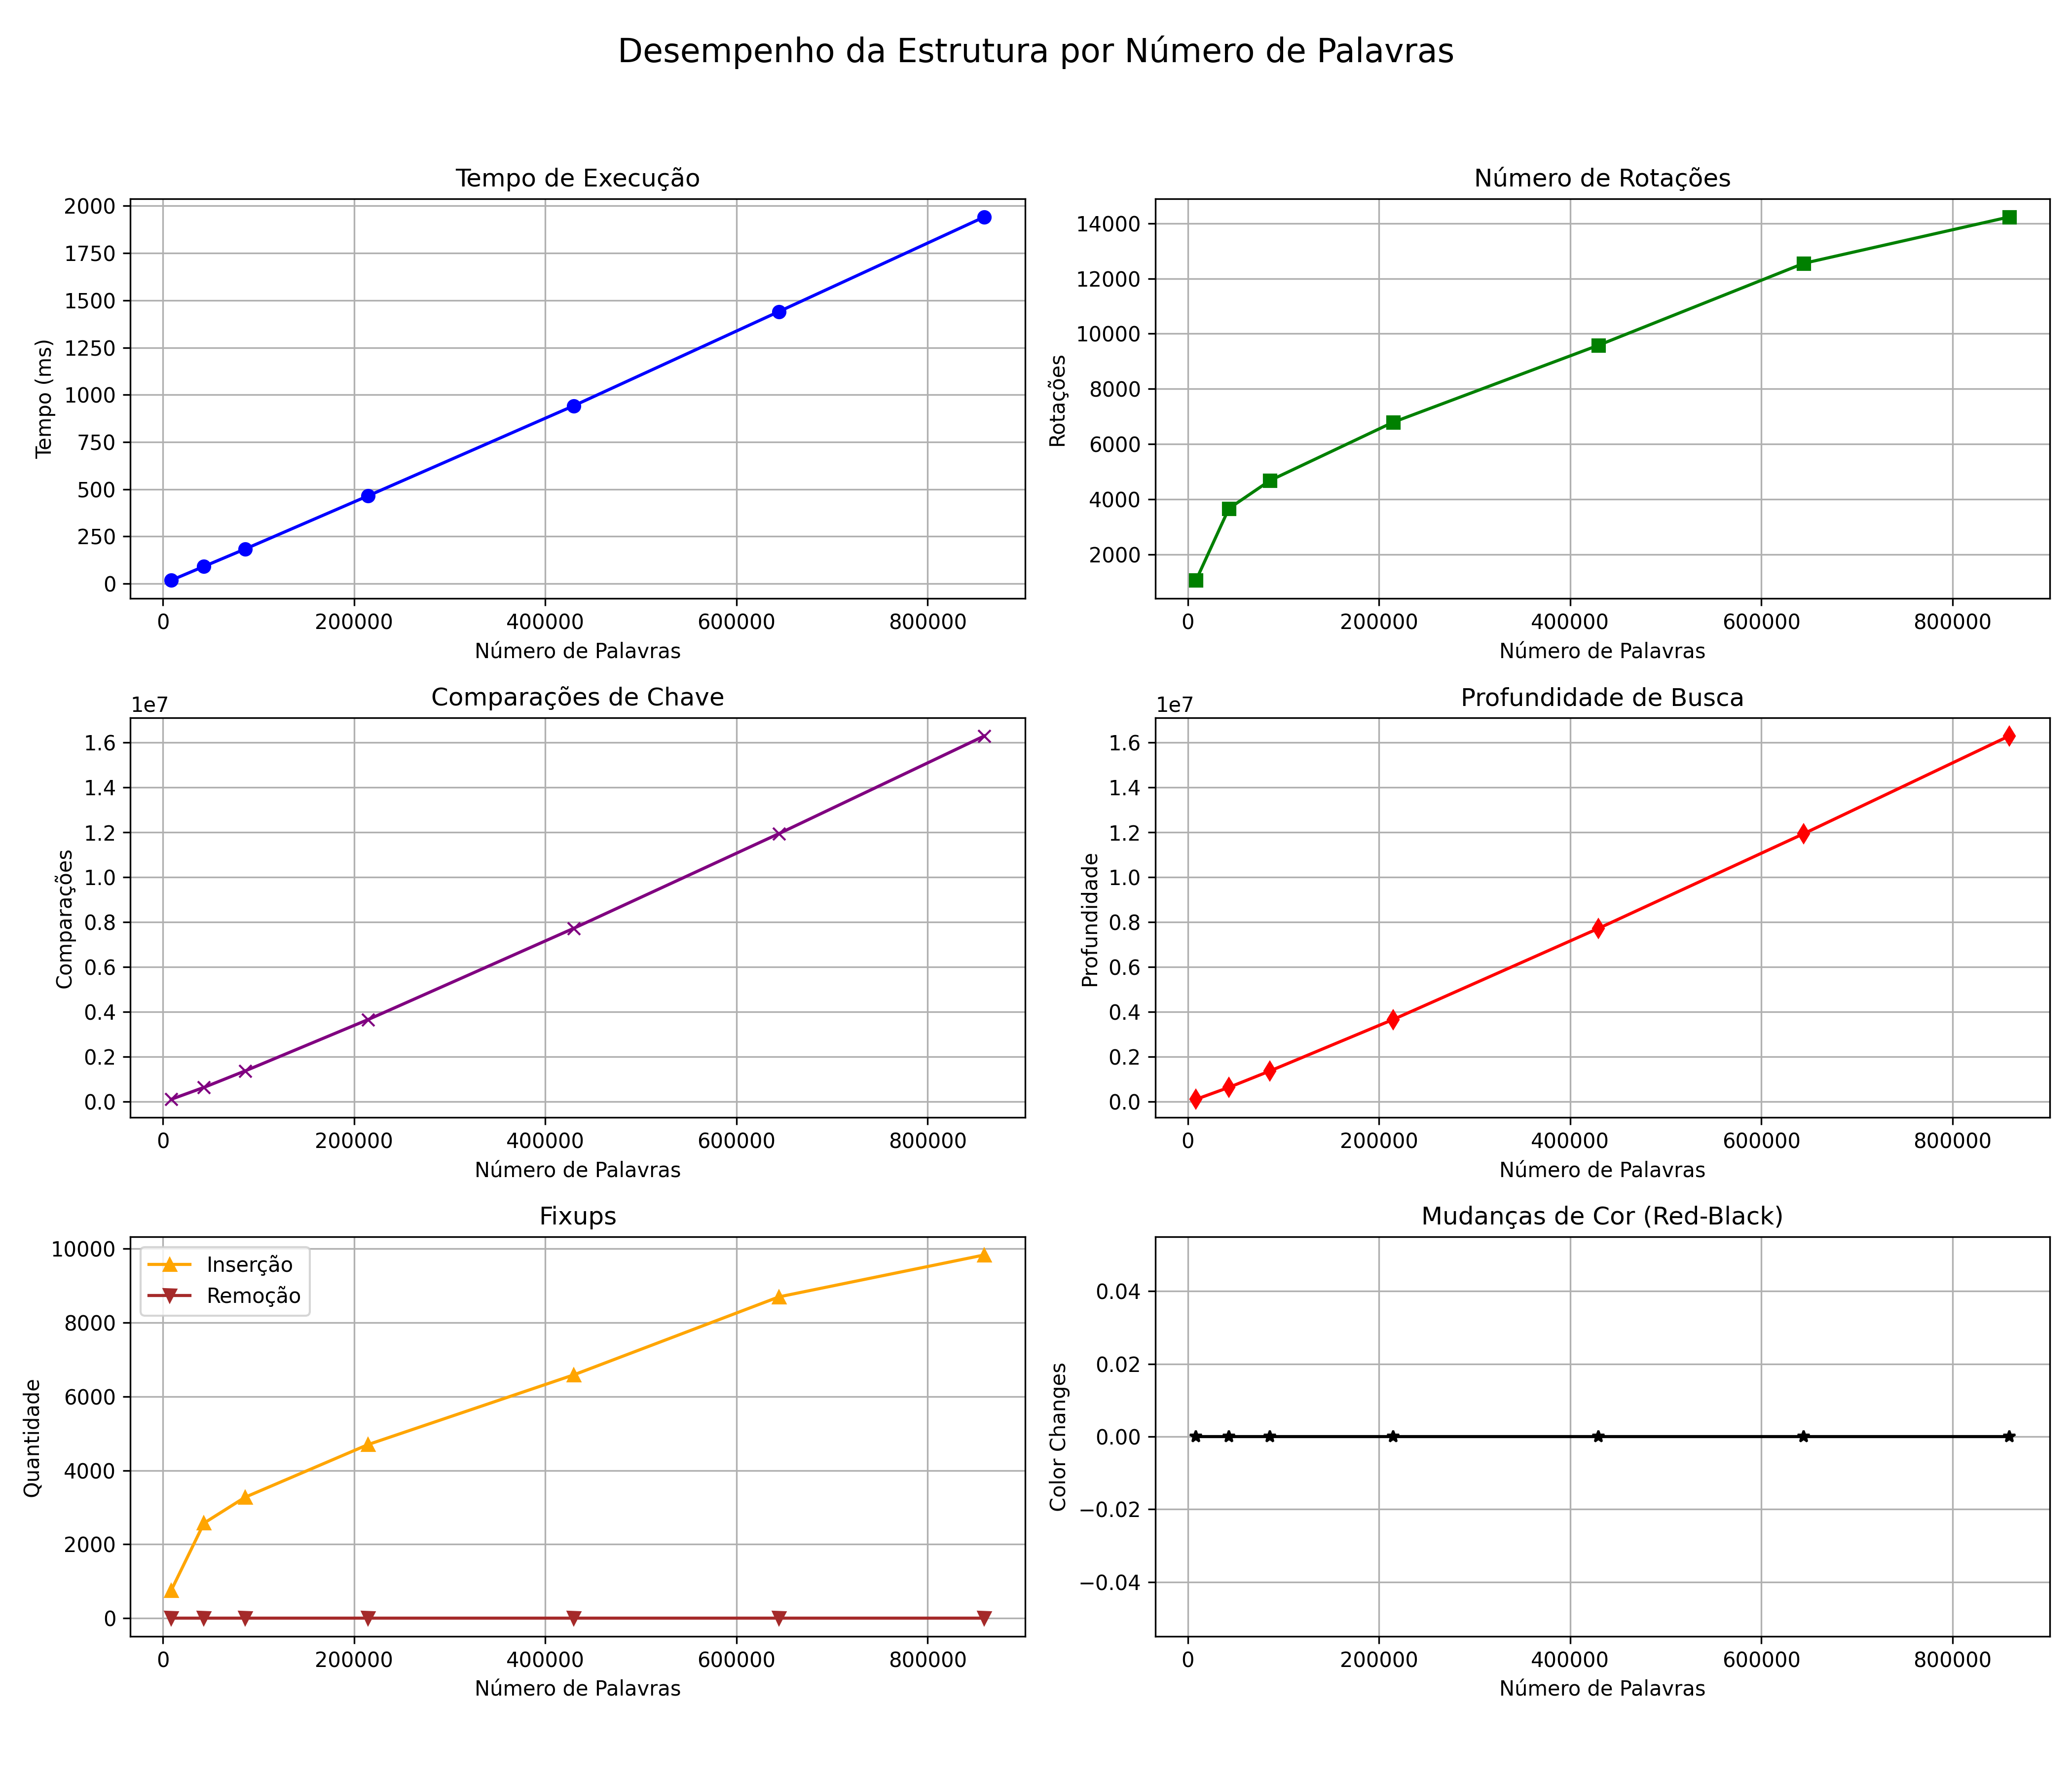 Desempenho da Estrutura por Número de Palavras
Tempo de Execução
Tempo (ms)
2000
1750
1500
1250
1000
750
500
250
0
0 200000 400000 600000 800000
Número de Palavras
Número de Rotações
Rotações
14000
12000
10000
8000
6000
4000
2000
0 200000 400000 600000 800000
Número de Palavras
Comparações de Chave
1e7
Comparações
1.6
1.4
1.2
1.0
0.8
0.6
0.4
0.2
0.0
0 200000 400000 600000 800000
Número de Palavras
Profundidade de Busca
1e7
Profundidade
1.6
1.4
1.2
1.0
0.8
0.6
0.4
0.2
0.0
0 200000 400000 600000 800000
Número de Palavras
Fixups
Quantidade
10000
8000
6000
4000
2000
0
Inserção
Remoção
0 200000 400000 600000 800000
Número de Palavras
Mudanças de Cor (Red-Black)
Color Changes
0.04
0.02
0.00
−0.02
−0.04
0 200000 400000 600000 800000
Número de Palavras